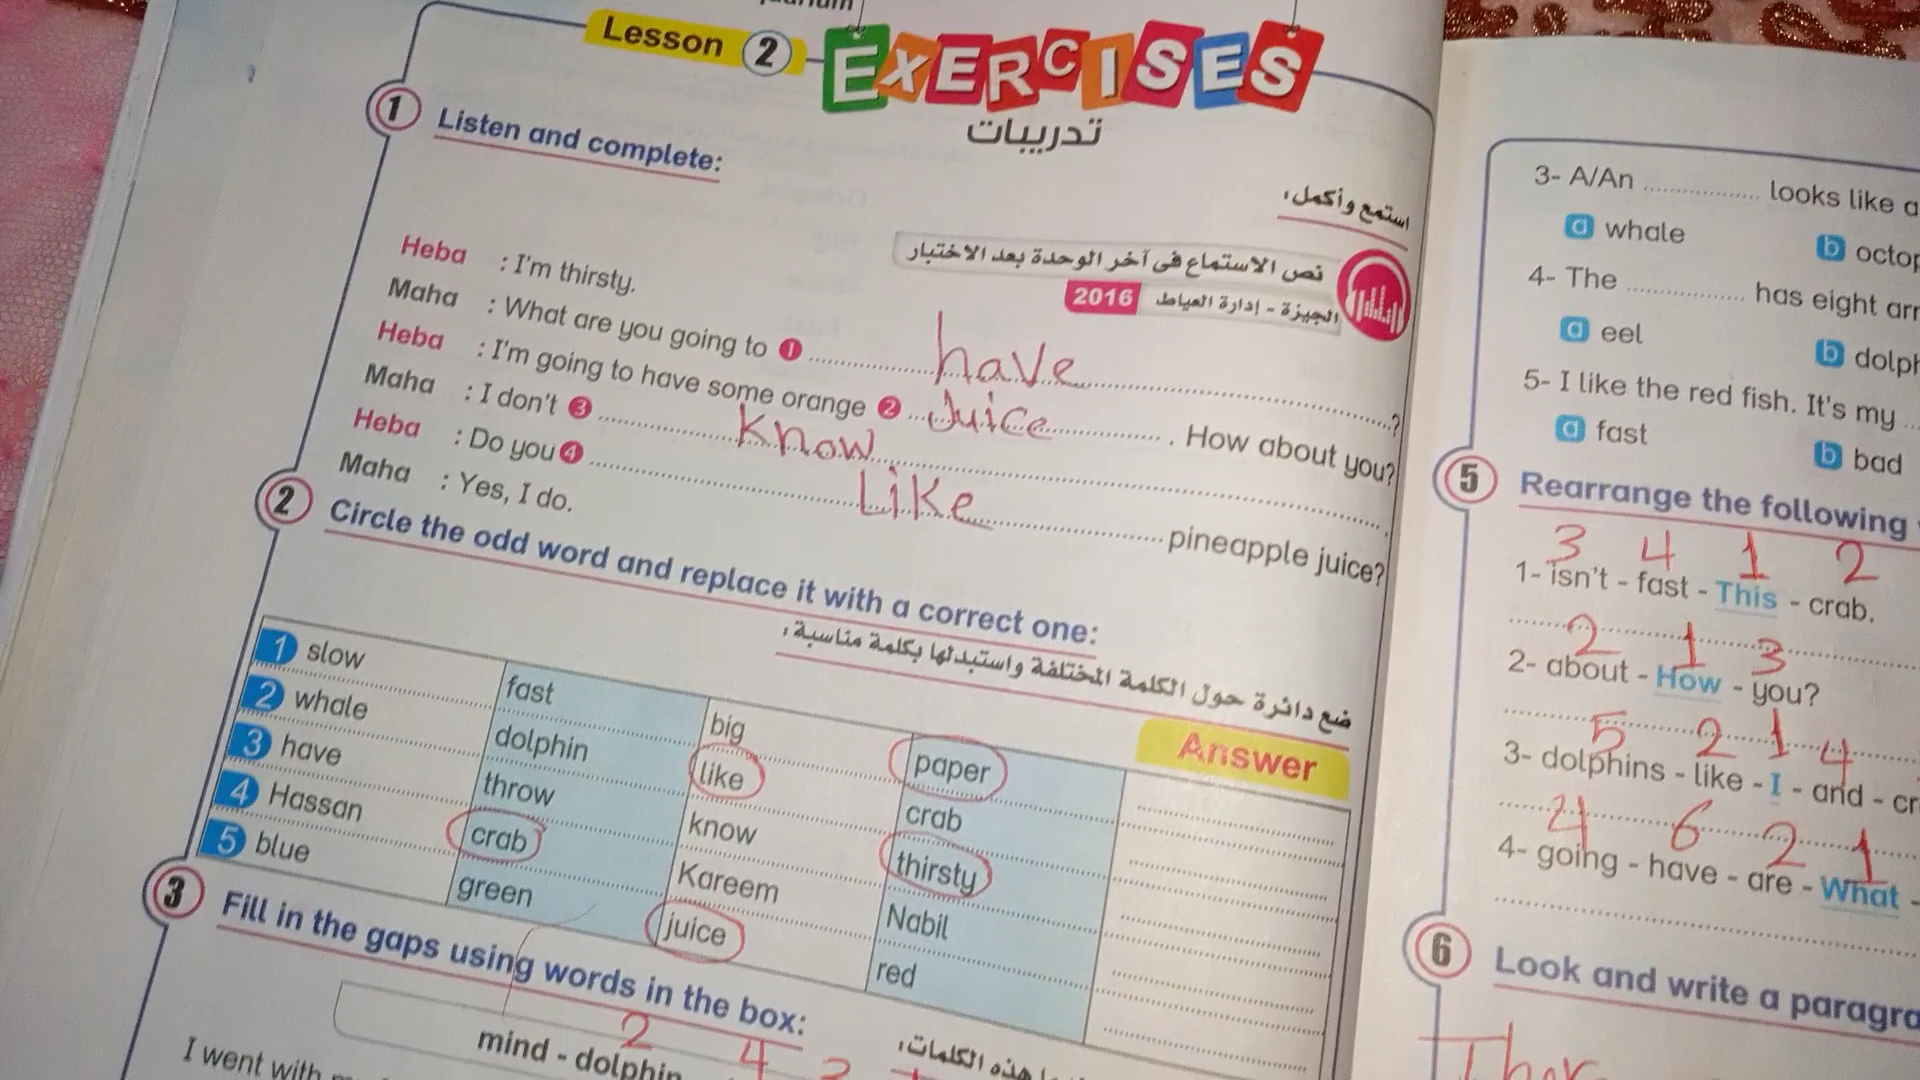 Lesson 2 EXERCISES
تدريبات
1 Listen and complete:
استمع وأكمل:
نص الاستماع فى آخر الوحدة بعد الاختبار
الجيزة - إدارة العياط 2016
Heba : I'm thirsty.
Maha : What are you going to 1 have ?
Heba : I'm going to have some orange 2 Juice . How about you?
Maha : I don't 3 Know .
Heba : Do you 4 Like pineapple juice?
Maha : Yes, I do.
2 Circle the odd word and replace it with a correct one:
ضع دائرة حول الكلمة المختلفة واستبدلها بكلمة مناسبة:
Answer
1 slow fast big paper
2 whale dolphin like crab
3 have throw know thirsty
4 Hassan crab Kareem Nabil
5 blue green juice red
3 Fill in the gaps using words in the box:
هذه الكلمات:
2 4
mind - dolphin
I went with
3- A/An ........ looks like a
a whale b
4- The ........ has eight
a eel b
5- I like the red fish. It's my
a fast b bad
5 Rearrange the following
3 4 1 2
1- isn't - fast - This - crab.
2 1 3
2- about - How - you?
5 2 1 4
3- dolphins - like - I - and -
4 6 2 1
4- going - have - are - What -
6 Look and write a